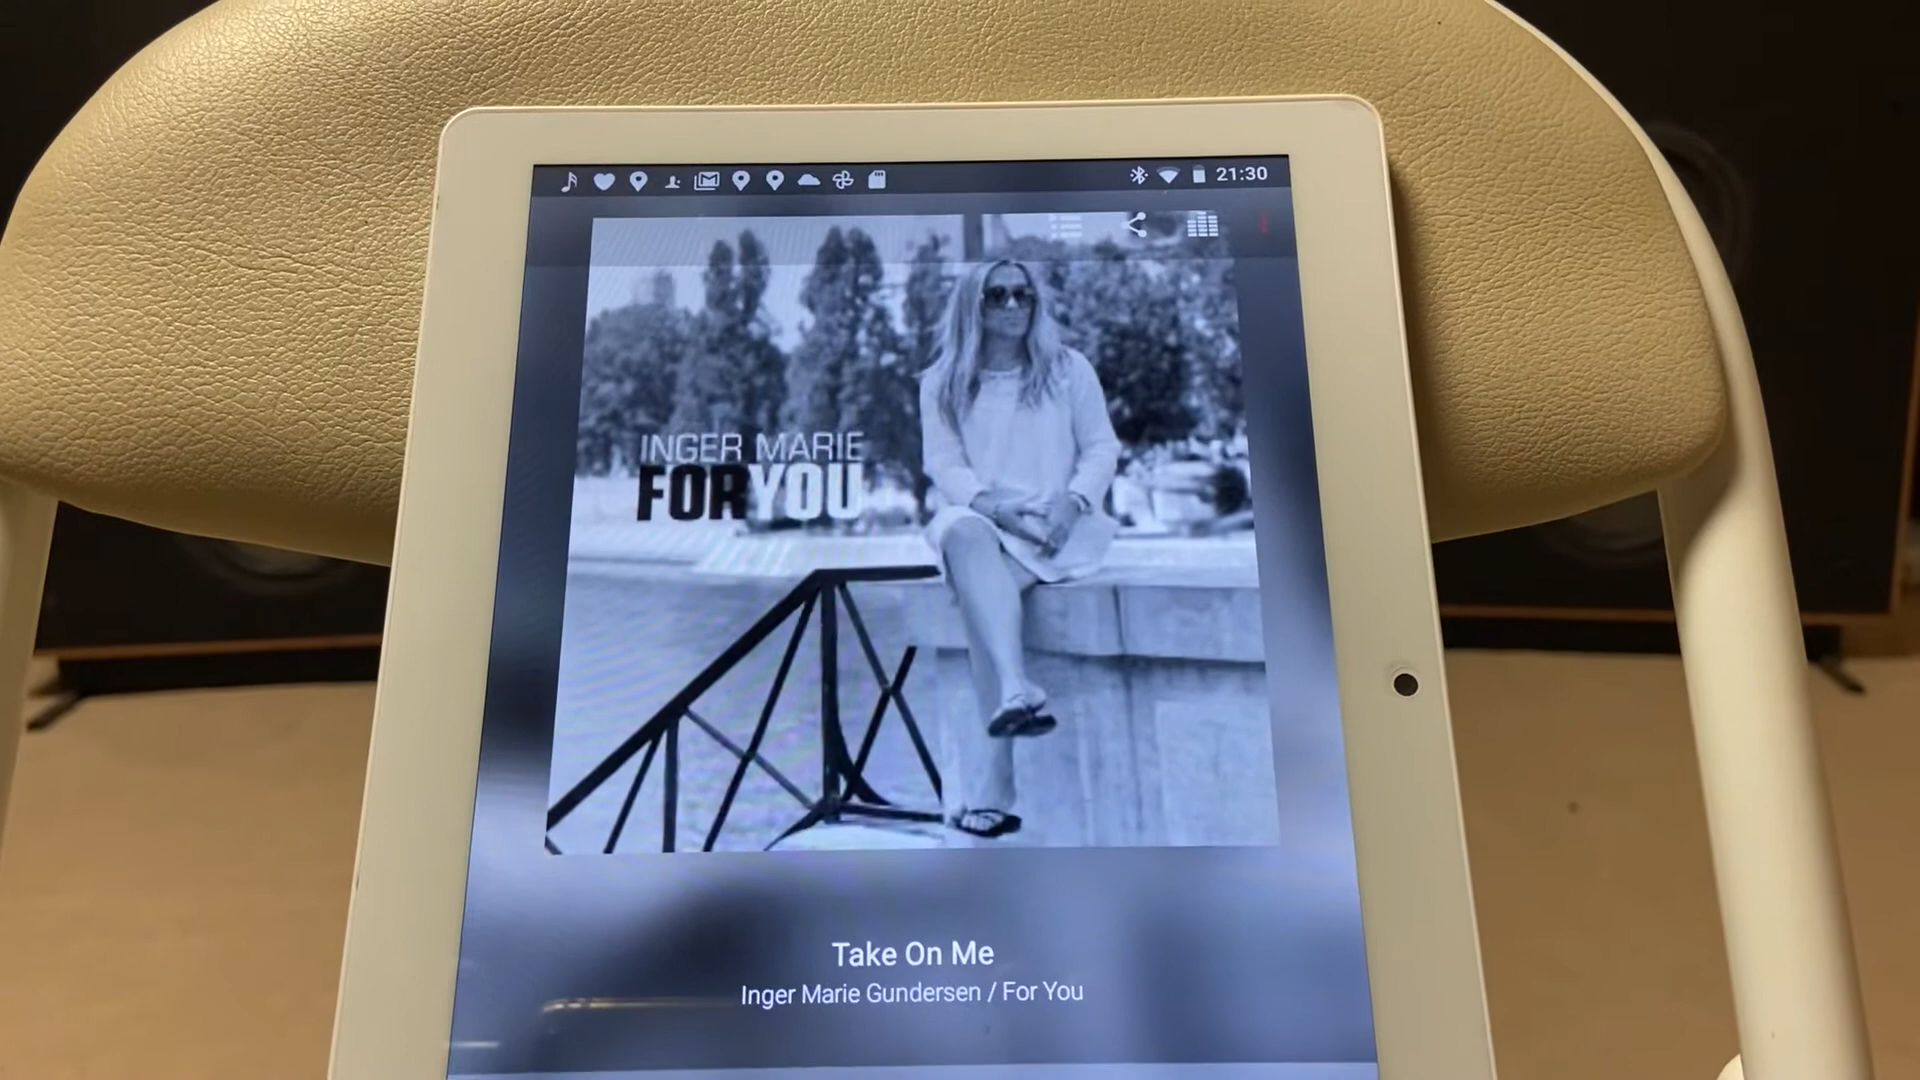 21:30
INGER MARIE
FORYOU
Take On Me
Inger Marie Gundersen / For You